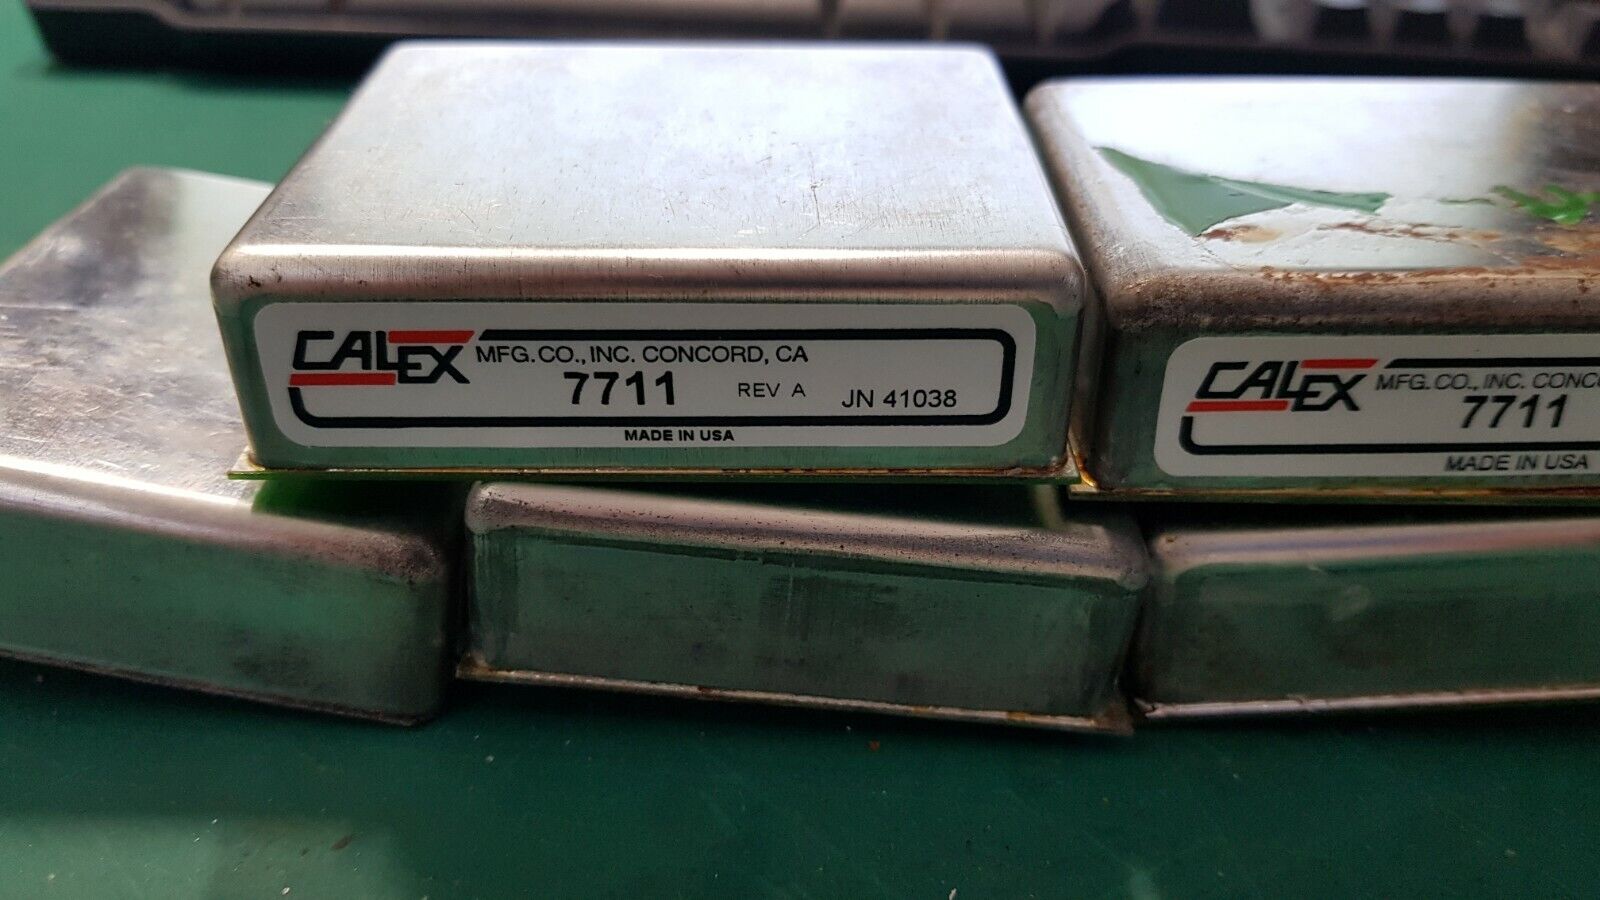 CALEX MFG. CO., INC. CONCORD, CA
7711 REV A JN 41038
MADE IN USA
CALEX MFG. CO., INC.
7711
MADE IN USA